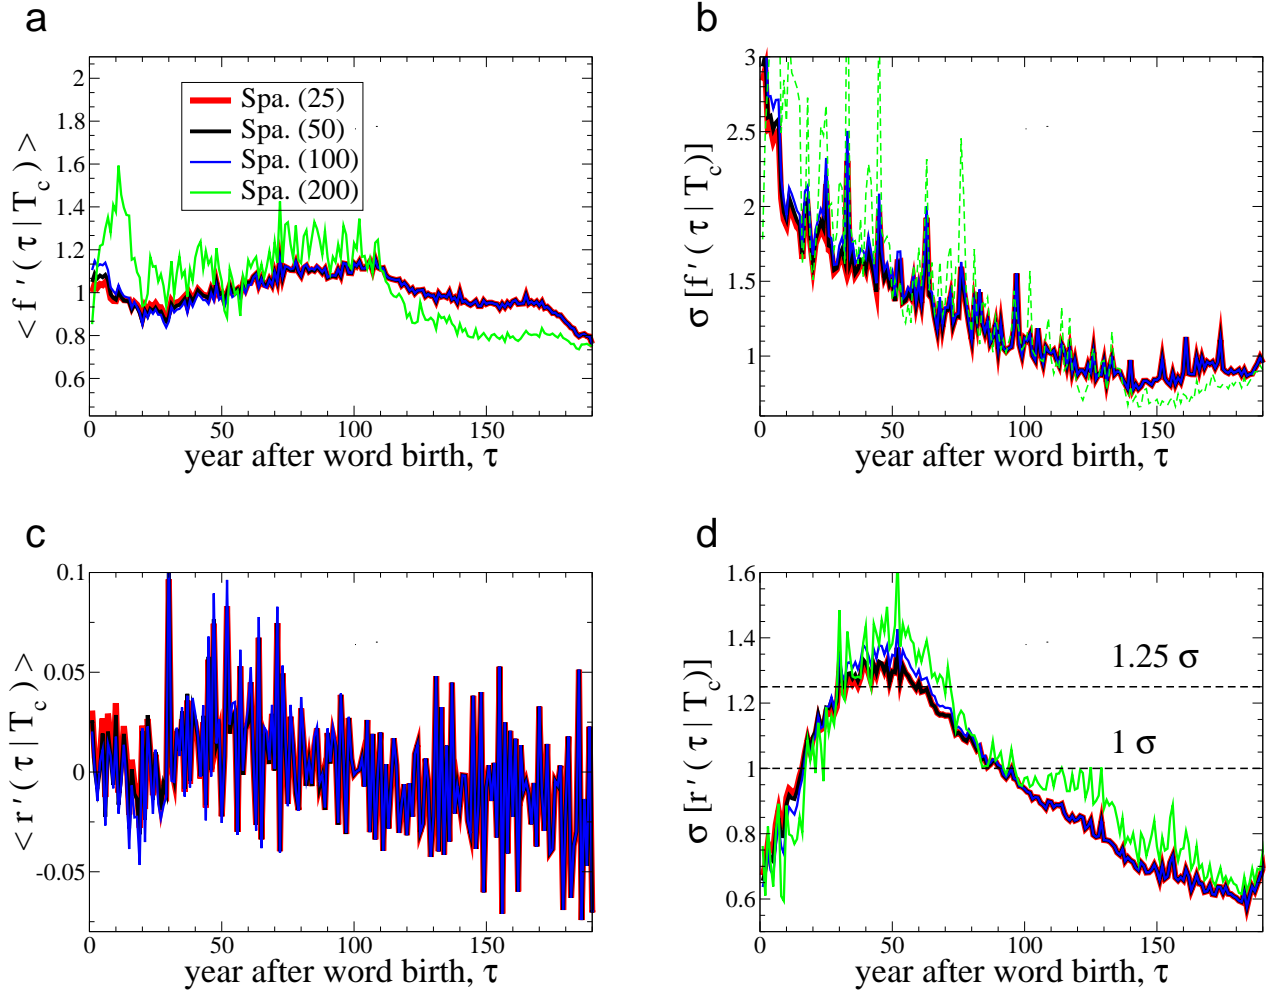 a
2
1.8
1.6
1.4
1.2
1
0.8
0.6
< f ′ ( τ | T_c ) >
Spa. (25)
Spa. (50)
Spa. (100)
Spa. (200)
0 50 100 150
year after word birth, τ
b
3
2.5
2
1.5
1
σ [f ′ ( τ | T_c )]
0 50 100 150
year after word birth, τ
c
0.1
0.05
0
-0.05
< r ′ ( τ | T_c ) >
0 50 100 150
year after word birth, τ
d
1.6
1.4
1.2
1
0.8
0.6
σ [r ′ ( τ | T_c )]
1.25 σ
1 σ
0 50 100 150
year after word birth, τ